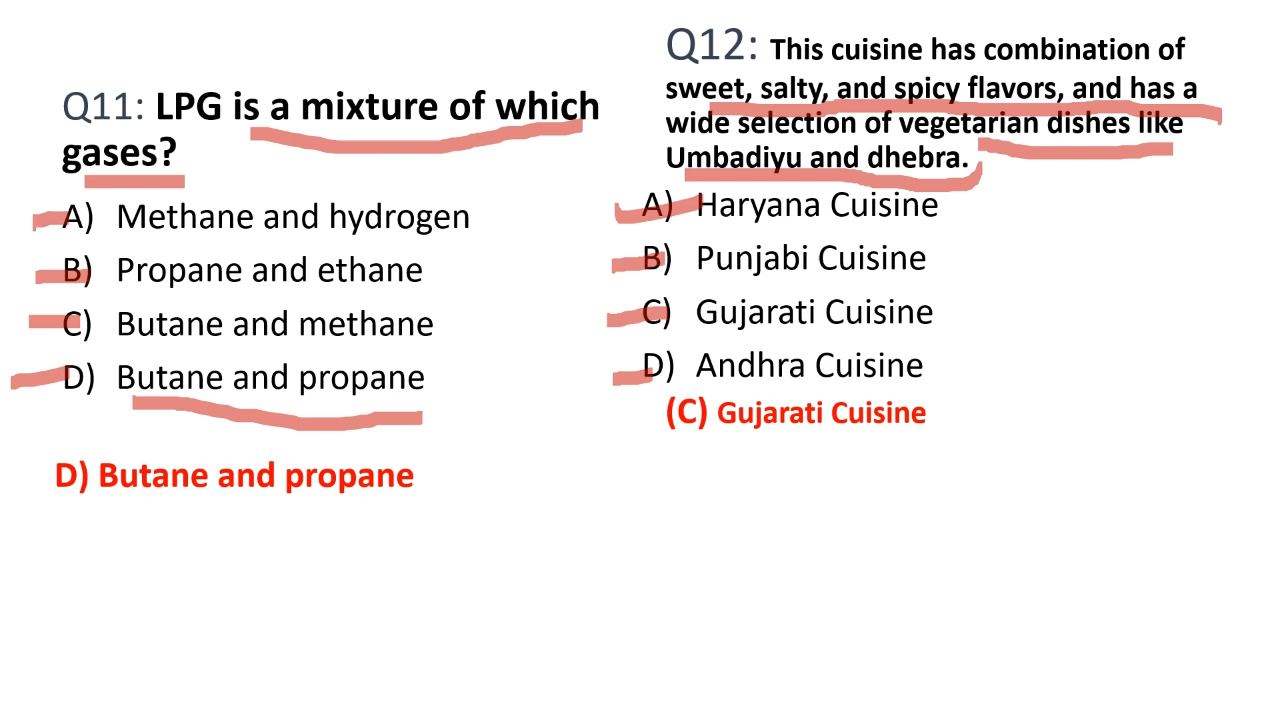 Q11: LPG is a mixture of which
gases?
A) Methane and hydrogen
B) Propane and ethane
C) Butane and methane
D) Butane and propane
D) Butane and propane
Q12: This cuisine has combination of
sweet, salty, and spicy flavors, and has a
wide selection of vegetarian dishes like
Umbadiyu and dhebra.
A) Haryana Cuisine
B) Punjabi Cuisine
C) Gujarati Cuisine
D) Andhra Cuisine
(C) Gujarati Cuisine